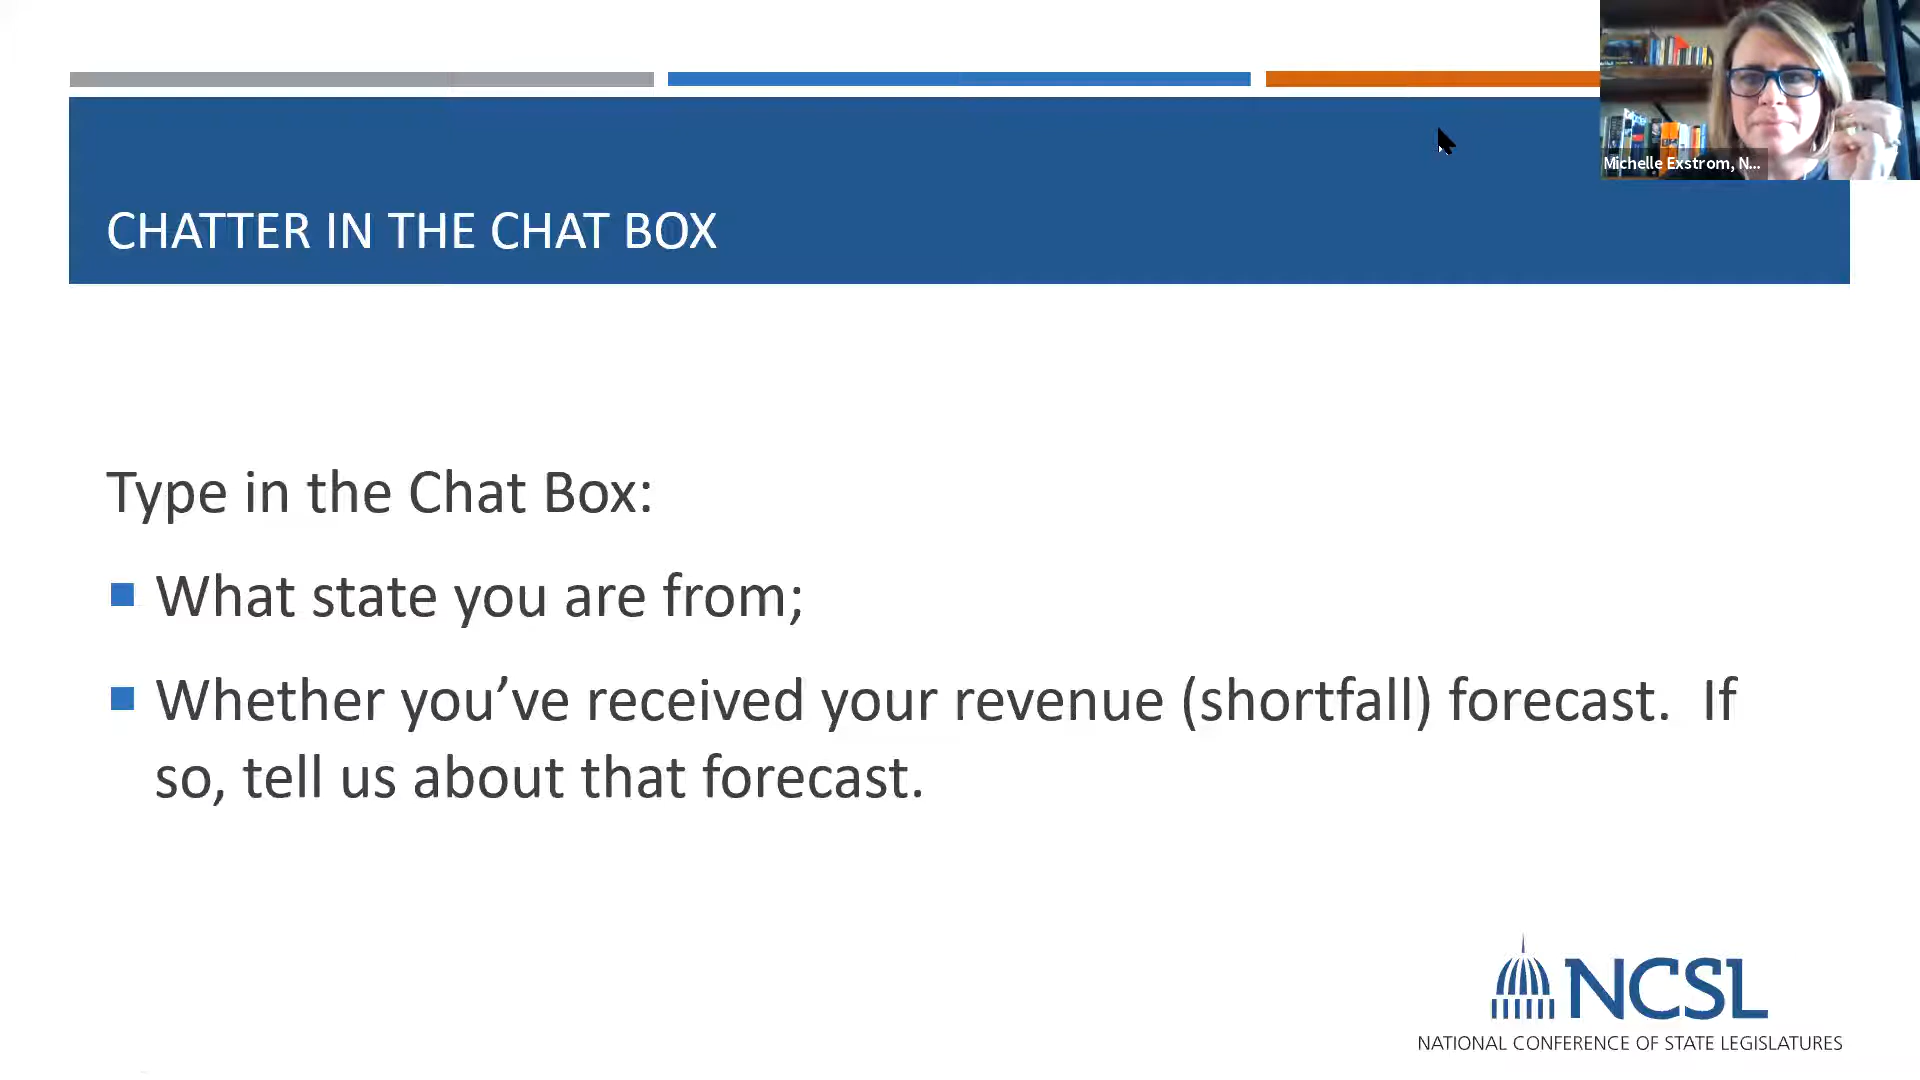 Michelle Exstrom, N...
CHATTER IN THE CHAT BOX
Type in the Chat Box:
What state you are from;
Whether you’ve received your revenue (shortfall) forecast.  If
so, tell us about that forecast.
NCSL
NATIONAL CONFERENCE OF STATE LEGISLATURES